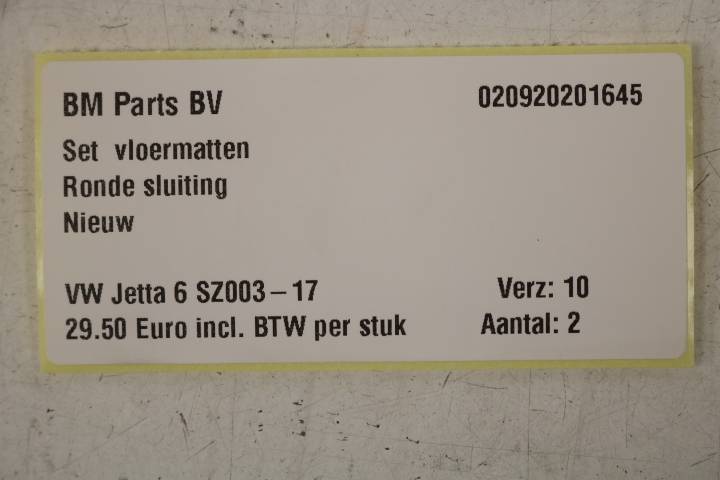 BM Parts BV 020920201645
Set vloermatten
Ronde sluiting
Nieuw
VW Jetta 6 SZ003-17 Verz: 10
29.50 Euro incl. BTW per stuk Aantal: 2